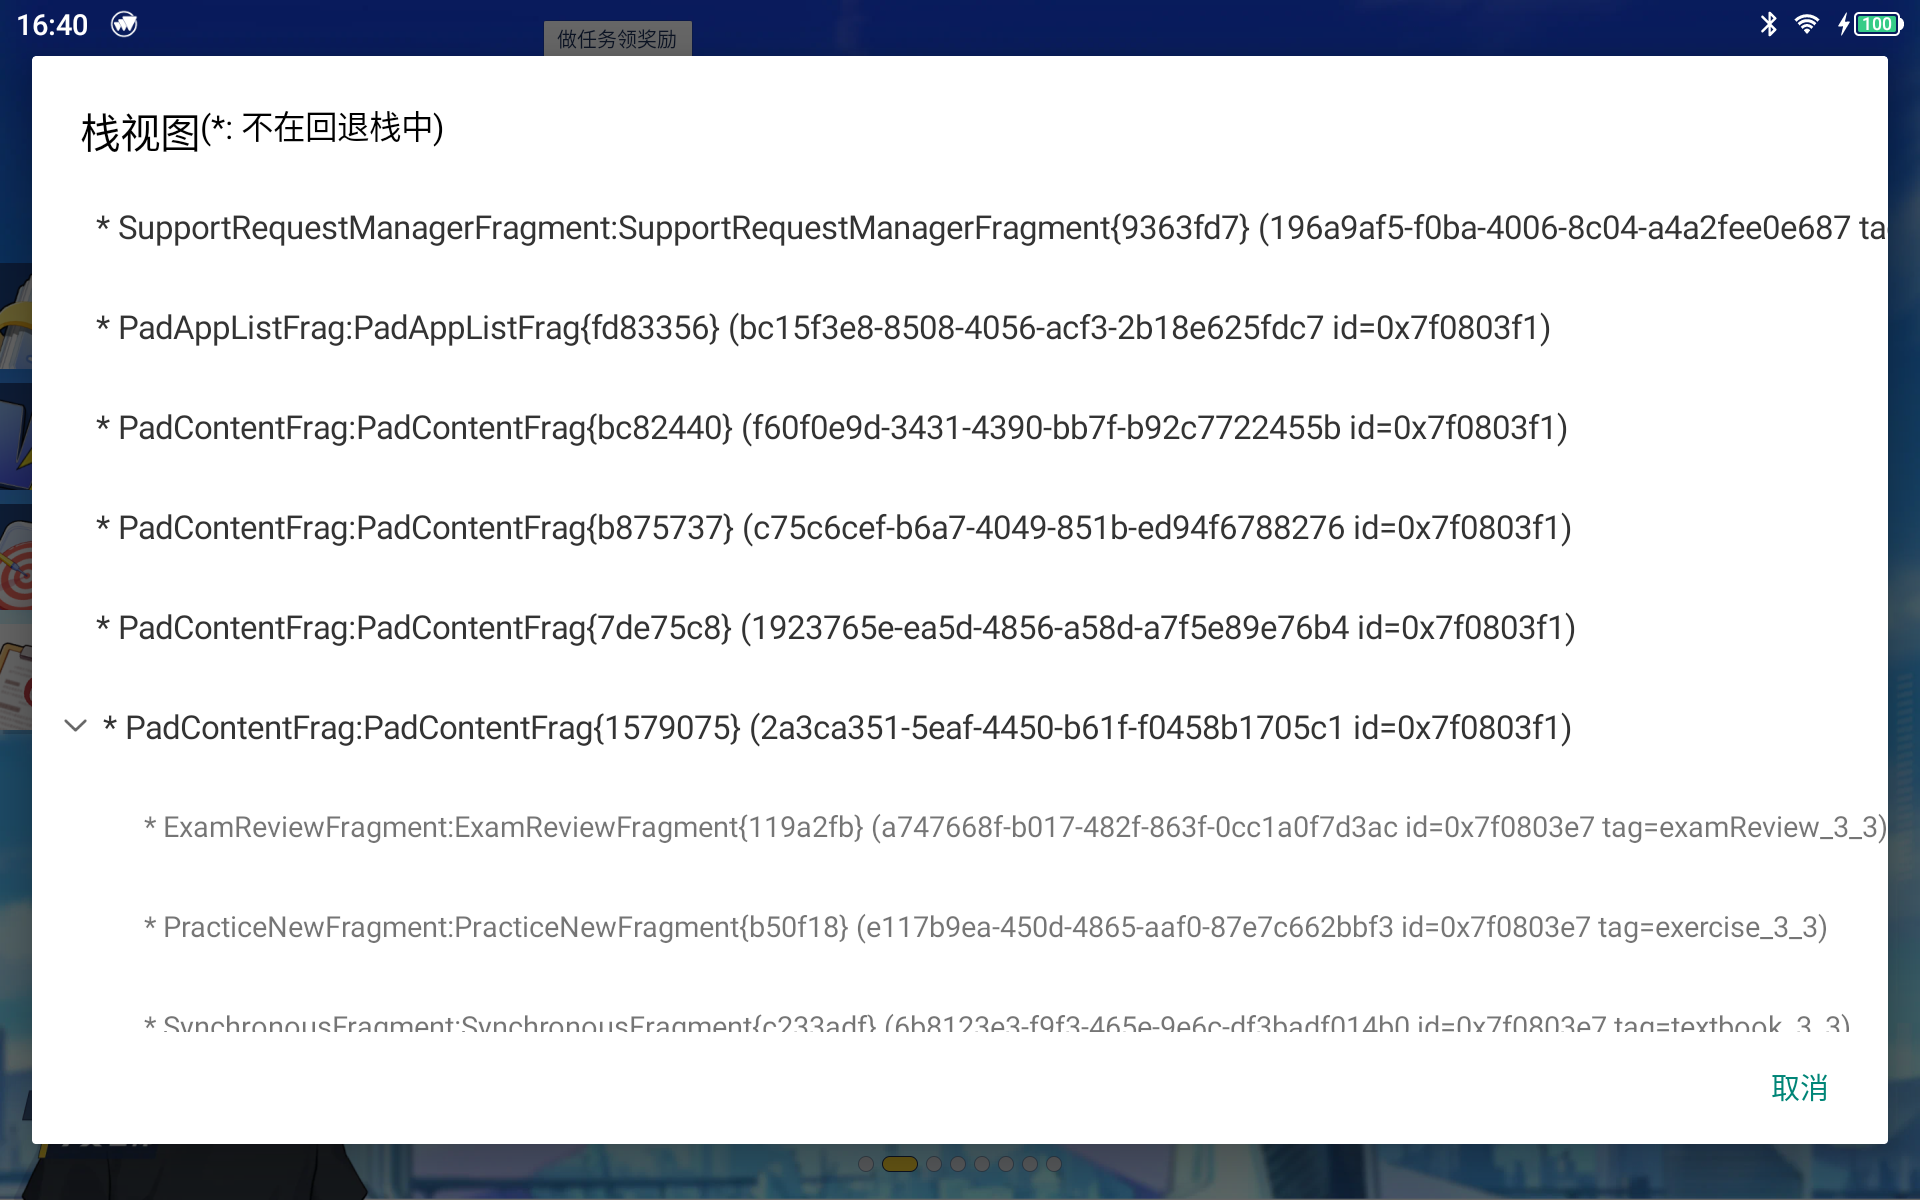 16:40
100
做任务领奖励
栈视图(*: 不在回退栈中)
* SupportRequestManagerFragment:SupportRequestManagerFragment{9363fd7} (196a9af5-f0ba-4006-8c04-a4a2fee0e687 ta
* PadAppListFrag:PadAppListFrag{fd83356} (bc15f3e8-8508-4056-acf3-2b18e625fdc7 id=0x7f0803f1)
* PadContentFrag:PadContentFrag{bc82440} (f60f0e9d-3431-4390-bb7f-b92c7722455b id=0x7f0803f1)
* PadContentFrag:PadContentFrag{b875737} (c75c6cef-b6a7-4049-851b-ed94f6788276 id=0x7f0803f1)
* PadContentFrag:PadContentFrag{7de75c8} (1923765e-ea5d-4856-a58d-a7f5e89e76b4 id=0x7f0803f1)
* PadContentFrag:PadContentFrag{1579075} (2a3ca351-5eaf-4450-b61f-f0458b1705c1 id=0x7f0803f1)
* ExamReviewFragment:ExamReviewFragment{119a2fb} (a747668f-b017-482f-863f-0cc1a0f7d3ac id=0x7f0803e7 tag=examReview_3_3)
* PracticeNewFragment:PracticeNewFragment{b50f18} (e117b9ea-450d-4865-aaf0-87e7c662bbf3 id=0x7f0803e7 tag=exercise_3_3)
* SynchronousFragment:SynchronousFragment{c233adf} (6b8123e3-f9f3-465e-9e6c-df3badf014b0 id=0x7f0803e7 tag=textbook_3_3)
取消